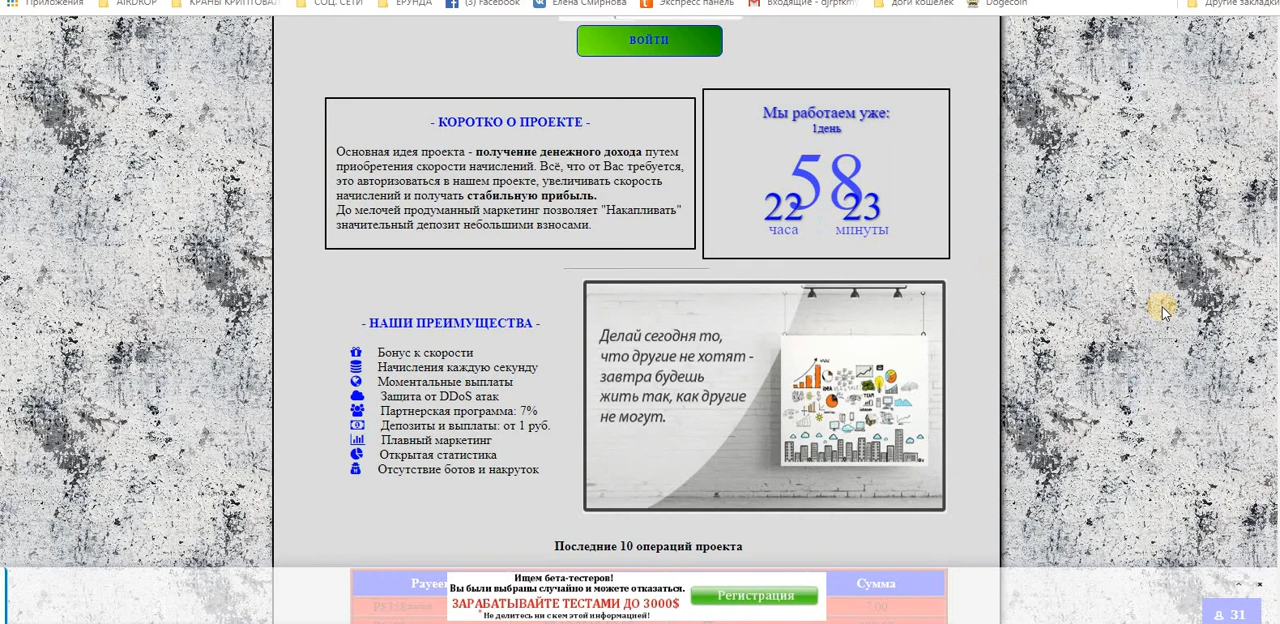 Приложения AIRDROP КРАНЫ КРИПТОВАЛ СОЦ. СЕТИ ЕРУНДА (3) Facebook Елена Смирнова Экспресс панель Входящие - djrpfkmy доги кошелек Dogecoin Другие закладки
ВОЙТИ
- КОРОТКО О ПРОЕКТЕ -
Основная идея проекта - получение денежного дохода путем
приобретения скорости начислений. Всё, что от Вас требуется,
это авторизоваться в нашем проекте, увеличивать скорость
начислений и получать стабильную прибыль.
До мелочей продуманный маркетинг позволяет "Накапливать"
значительный депозит небольшими взносами.
Мы работаем уже:
1день
58
22 23
часа минуты
- НАШИ ПРЕИМУЩЕСТВА -
Бонус к скорости
Начисления каждую секунду
Моментальные выплаты
Защита от DDoS атак
Партнерская программа: 7%
Депозиты и выплаты: от 1 руб.
Плавный маркетинг
Открытая статистика
Отсутствие ботов и накруток
Делай сегодня то,
что другие не хотят -
завтра будешь
жить так, как другие
не могут.
Последние 10 операций проекта
Payee Сумма
7.00
Ищем бета-тестеров!
Вы были выбраны случайно и можете отказаться.
ЗАРАБАТЫВАЙТЕ ТЕСТАМИ ДО 3000$
*Не делитесь ни с кем этой информацией!
Регистрация
31